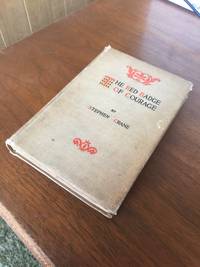 THE RED BADGE
OF COURAGE
BY
STEPHEN CRANE